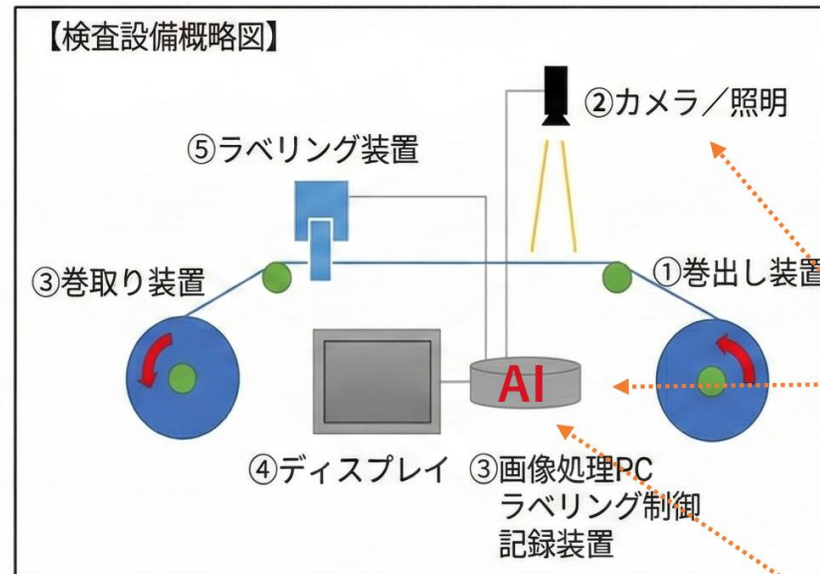 【検査設備概略図】
②カメラ／照明
⑤ラベリング装置
③巻取り装置
①巻出し装置
AI
④ディスプレイ
③画像処理PC
ラベリング制御
記録装置